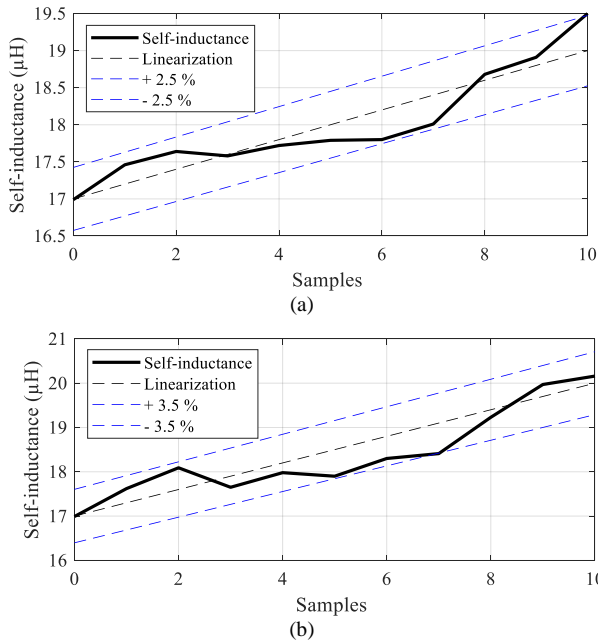 19.5
19
18.5
18
17.5
17
16.5
Self-inductance (μH)
Self-inductance
Linearization
+ 2.5 %
- 2.5 %
0 2 4 6 8 10
Samples
(a)
21
20
19
18
17
16
Self-inductance (μH)
Self-inductance
Linearization
+ 3.5 %
- 3.5 %
0 2 4 6 8 10
Samples
(b)